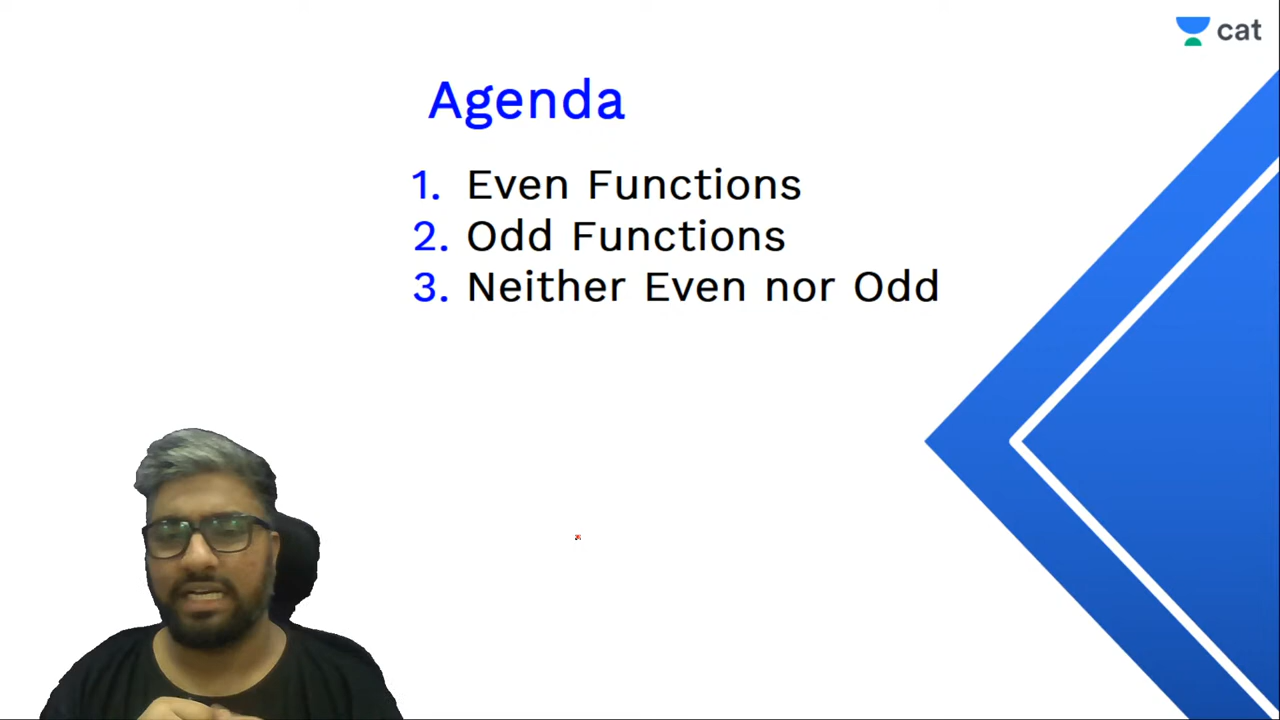 cat
Agenda
1. Even Functions
2. Odd Functions
3. Neither Even nor Odd